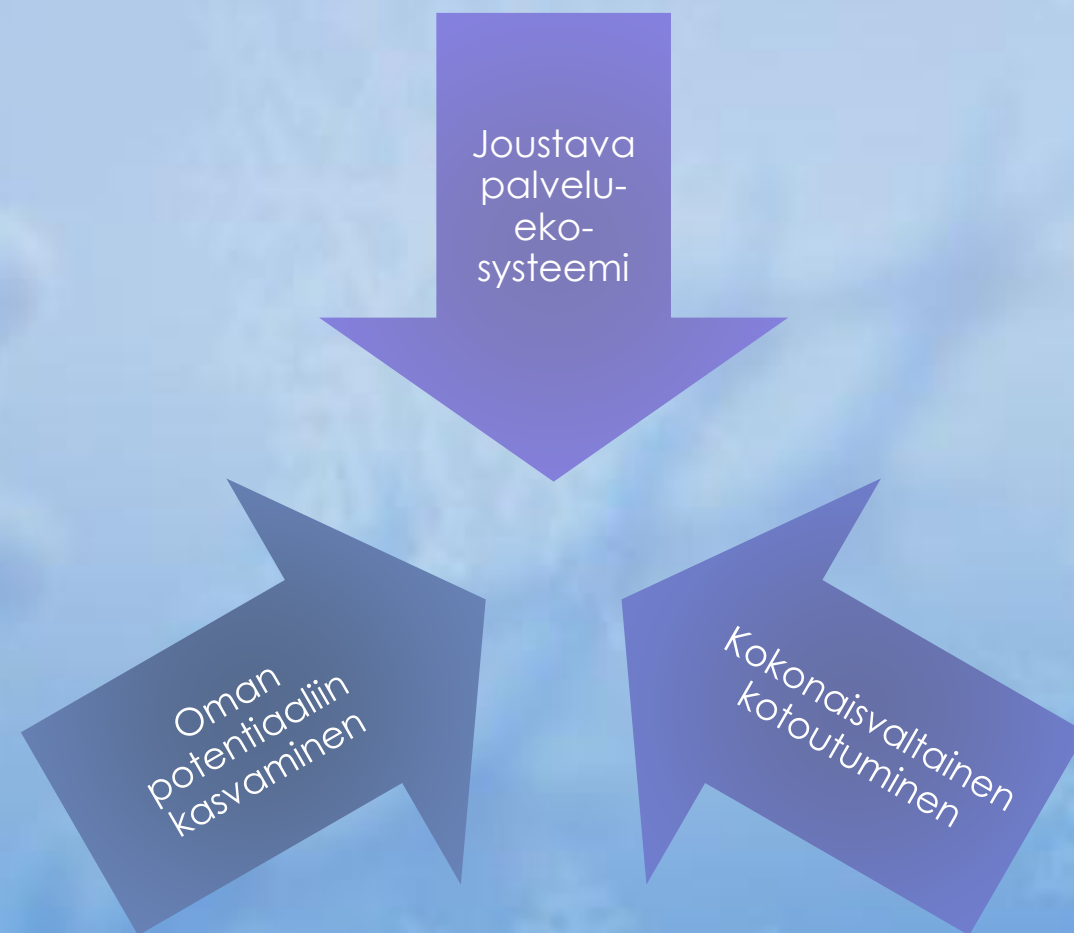 Joustava
palvelu-
eko-
systeemi
Oman
potentiaaliin
kasvaminen
Kokonaisvaltainen
kotoutuminen